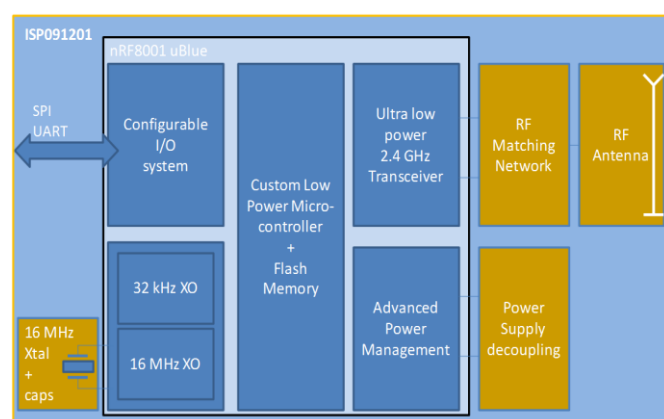 ISP091201
nRF8001 uBlue
SPI
UART
Configurable
I/O
system
Custom Low
Power Micro-
controller
+
Flash
Memory
Ultra low
power
2.4 GHz
Transceiver
RF
Matching
Network
RF
Antenna
32 kHz XO
16 MHz XO
16 MHz
Xtal
+
caps
Advanced
Power
Management
Power
Supply
decoupling